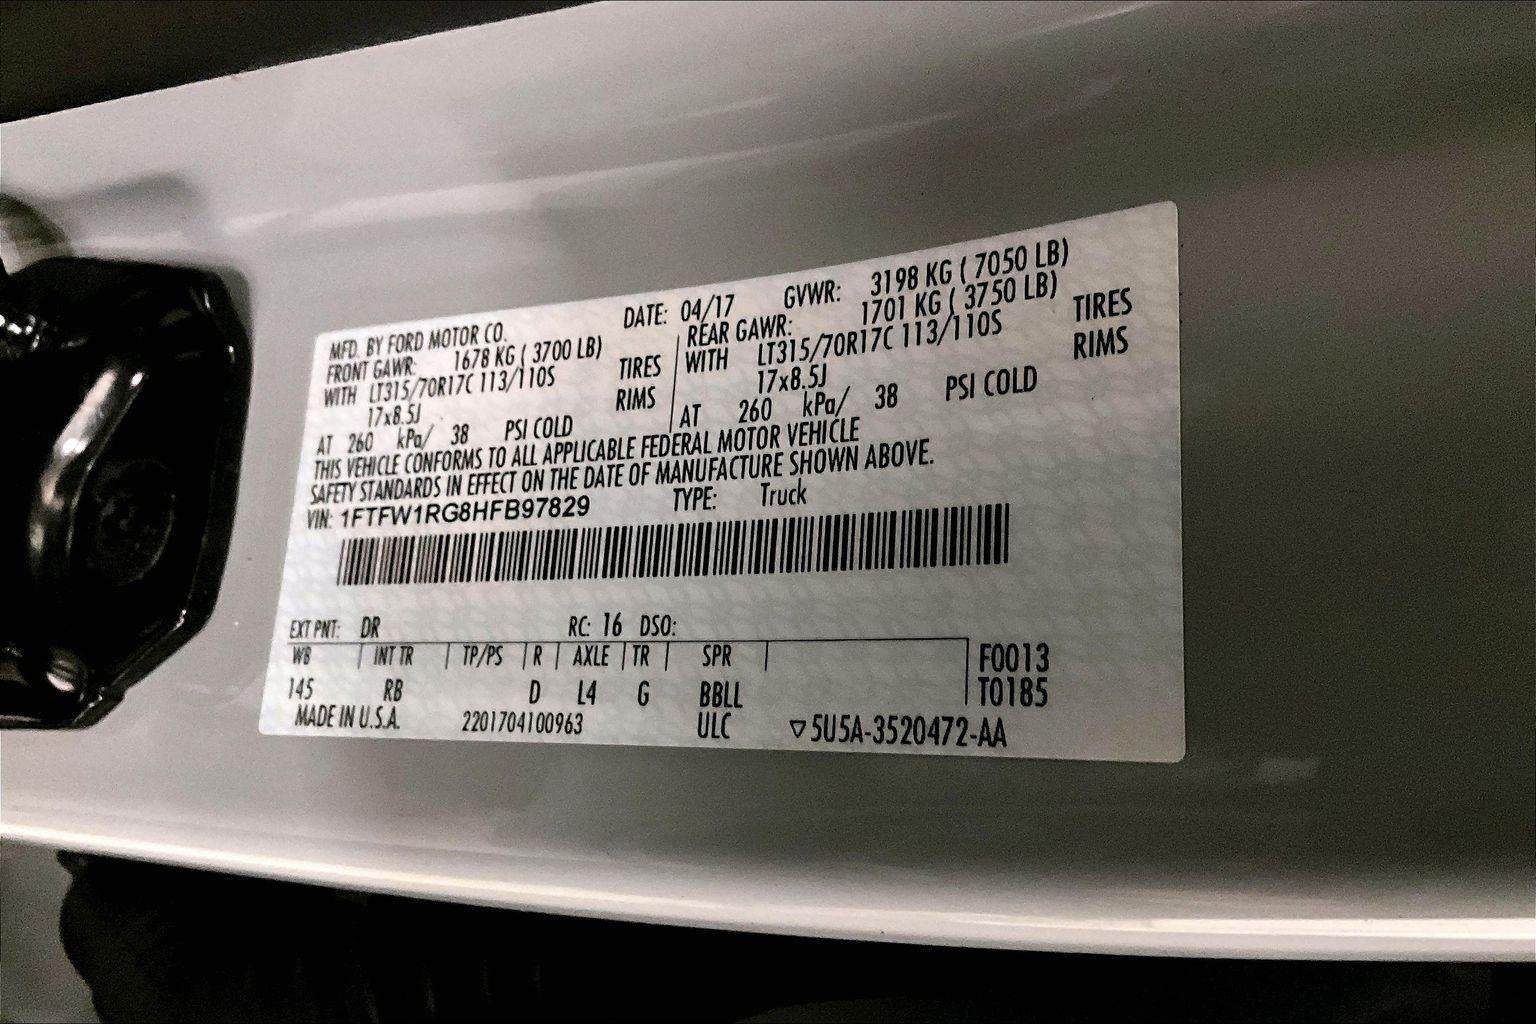 MFD. BY FORD MOTOR CO. DATE: 04/17 GVWR: 3198 KG ( 7050 LB)
FRONT GAWR: 1678 KG ( 3700 LB) REAR GAWR: 1701 KG ( 3750 LB)
WITH LT315/70R17C 113/110S TIRES WITH LT315/70R17C 113/110S TIRES
17x8.5J RIMS 17x8.5J RIMS
AT 260 kPa/ 38 PSI COLD AT 260 kPa/ 38 PSI COLD
THIS VEHICLE CONFORMS TO ALL APPLICABLE FEDERAL MOTOR VEHICLE
SAFETY STANDARDS IN EFFECT ON THE DATE OF MANUFACTURE SHOWN ABOVE.
VIN: 1FTFW1RG8HFB97829 TYPE: Truck
EXT PNT: DR RC: 16 DSO:
WB INT TR TP/PS R AXLE TR SPR F0013
145 RB D L4 G BBLL T0185
MADE IN U.S.A. 2201704100963 ULC ▽5U5A-3520472-AA